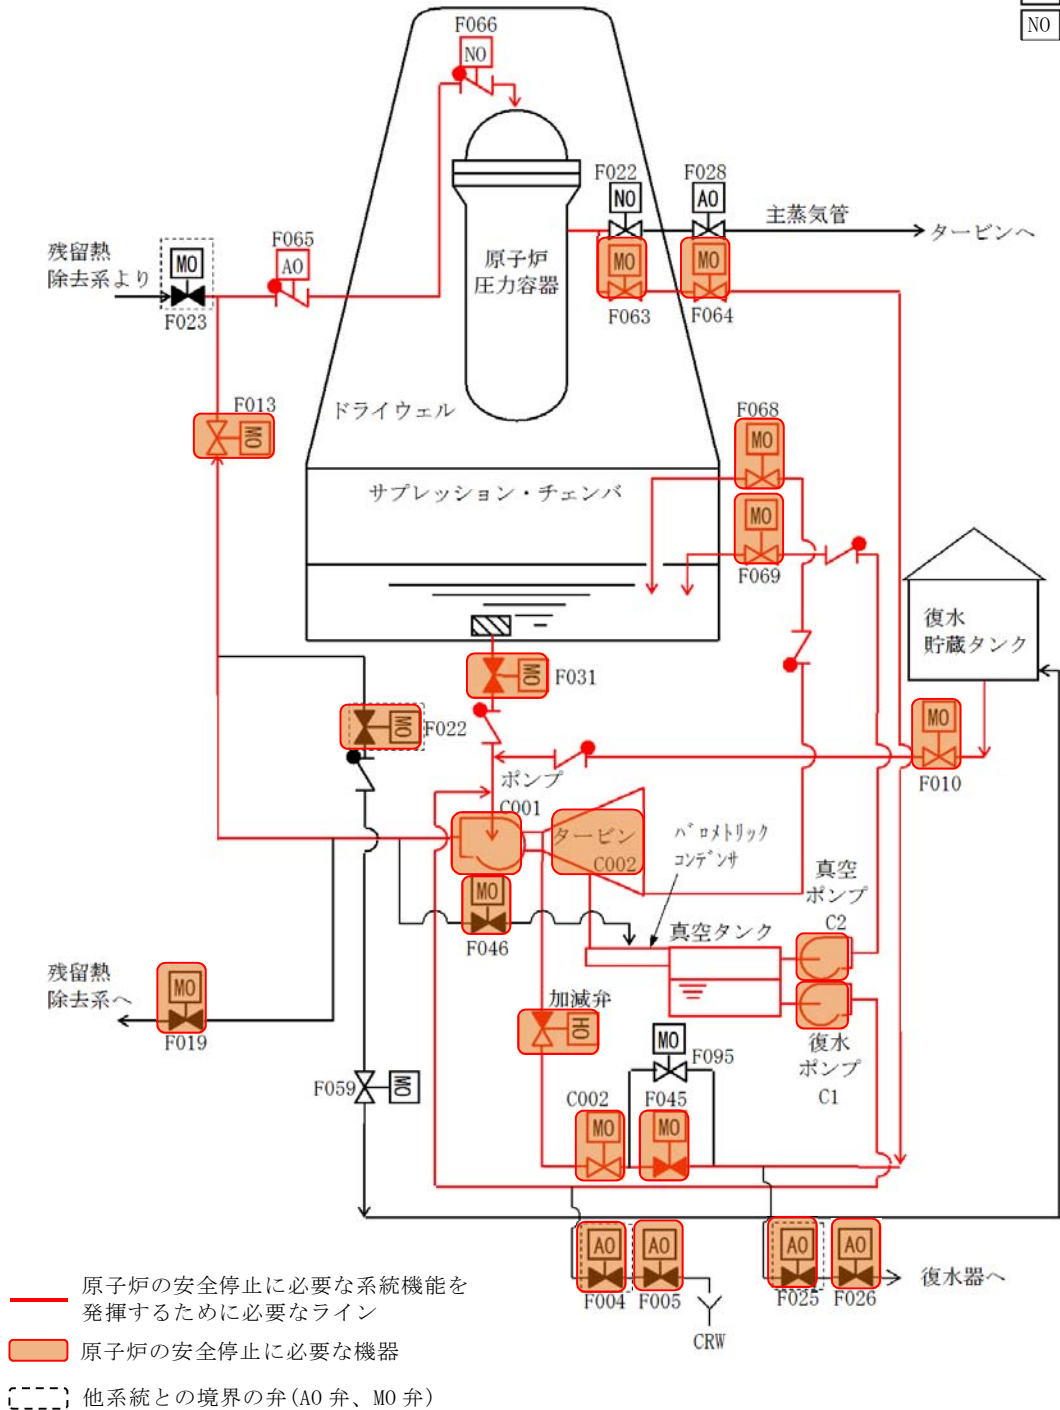 NO
F066
NO
F022
F028
NO
AO
主蒸気管
タービンへ
残留熱
除去系より
MO
F023
F065
AO
原子炉
圧力容器
MO
MO
F063
F064
F013
MO
ドライウェル
F068
MO
サプレッション・チェンバ
MO
F069
復水
貯蔵タンク
MO
F031
MO
F022
MO
F010
ポンプ
C001
タービン
C002
バロメトリック
コンデンサ
真空
ポンプ
C2
MO
F046
真空タンク
残留熱
除去系へ
MO
F019
加減弁
HO
MO
F095
復水
ポンプ
C1
F059
MO
C002
F045
MO
MO
AO
AO
F004
F005
CRW
AO
AO
F025
F026
復水器へ
原子炉の安全停止に必要な系統機能を
発揮するために必要なライン
原子炉の安全停止に必要な機器
他系統との境界の弁(AO 弁、MO 弁)